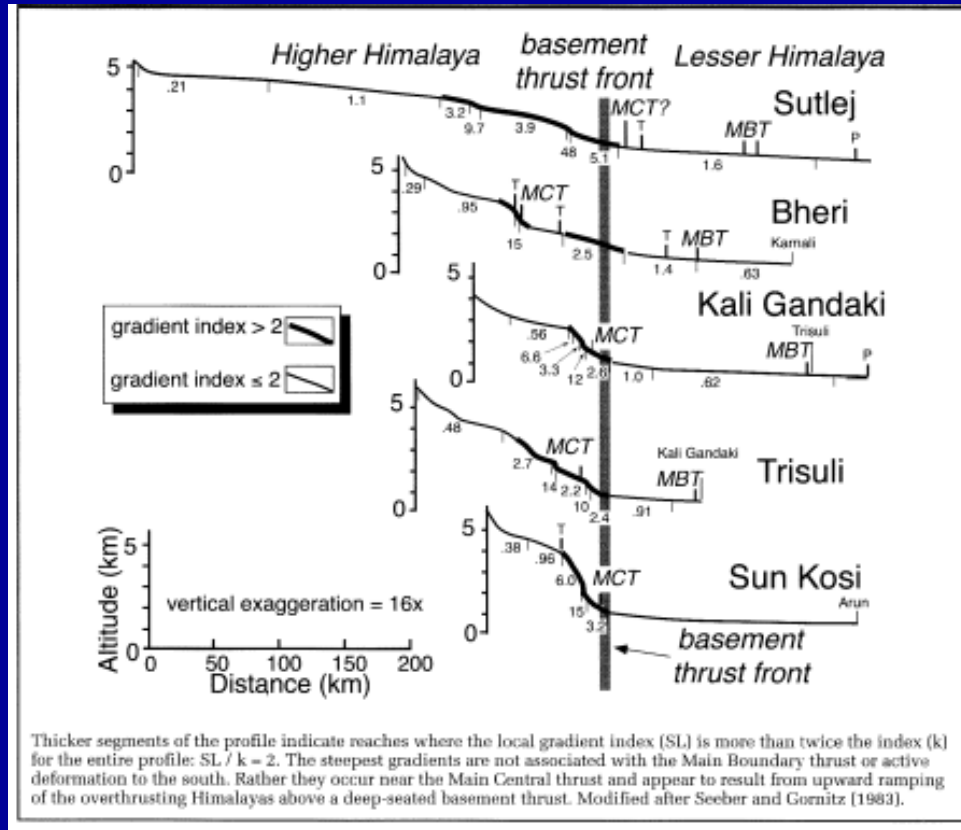 Higher Himalaya
basement
thrust front
Lesser Himalaya
5
0
.21
1.1
3.2
9.7
3.9
48
5.1
MCT?
T
MBT
1.6
P
Sutlej
5
0
.29
.95
T
MCT
15
T
2.5
T
MBT
1.4
.63
Karnali
Bheri
gradient index > 2
gradient index ≤ 2
5
0
.56
6.6
3.3
12
2.6
MCT
1.0
.62
Trisuli
MBT
P
Kali Gandaki
5
0
.48
2.7
MCT
14
2.2
10
2.4
.91
Kali Gandaki
MBT
Trisuli
5
0
.38
.96
T
6.0
MCT
15
3.2
Arun
Sun Kosi
basement
thrust front
Altitude (km)
5
0
vertical exaggeration = 16x
0 50 100 150 200
Distance (km)
Thicker segments of the profile indicate reaches where the local gradient index (SL) is more than twice the index (k)
for the entire profile: SL / k = 2. The steepest gradients are not associated with the Main Boundary thrust or active
deformation to the south. Rather they occur near the Main Central thrust and appear to result from upward ramping
of the overthrusting Himalayas above a deep-seated basement thrust. Modified after Seeber and Gornitz (1983).